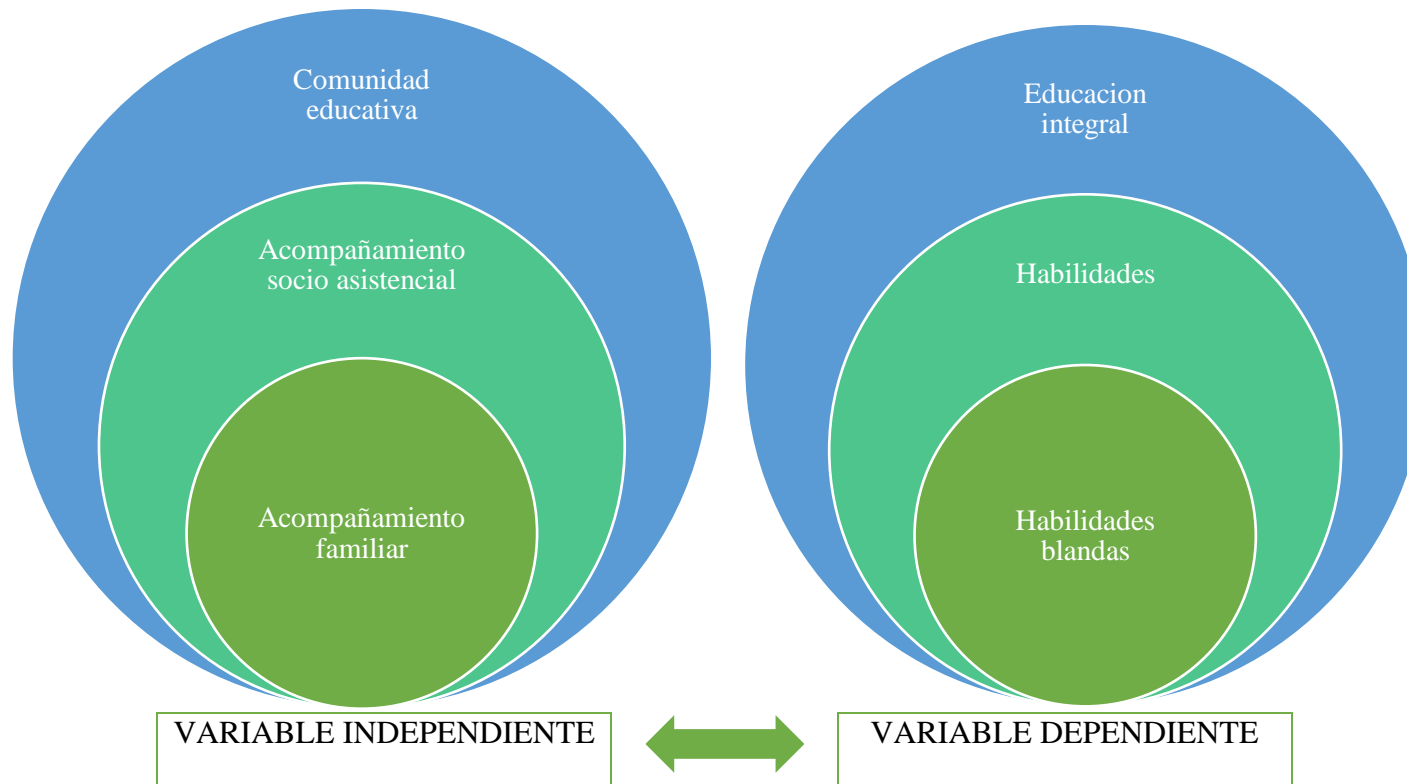 Comunidad
educativa
Acompañamiento
socio asistencial
Acompañamiento
familiar
VARIABLE INDEPENDIENTE
Educacion
integral
Habilidades
Habilidades
blandas
VARIABLE DEPENDIENTE